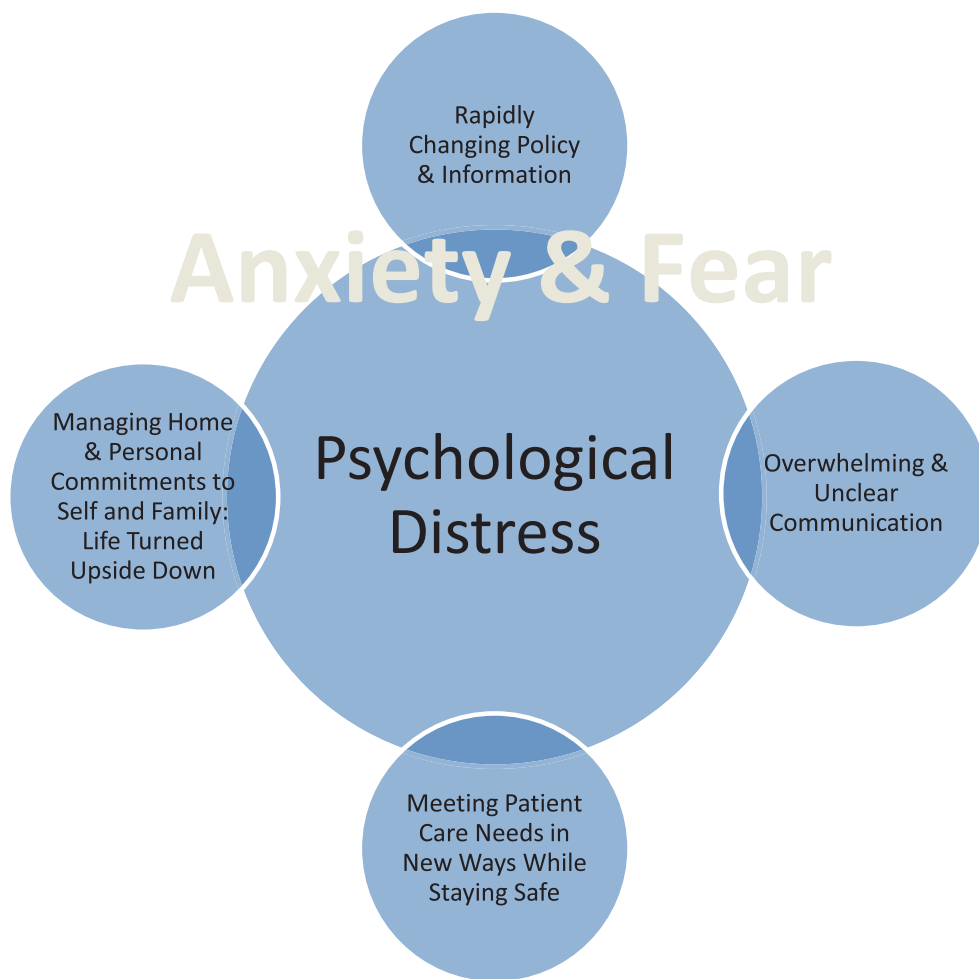 Rapidly
Changing Policy
& Information
Anxiety & Fear
Managing Home
& Personal
Commitments to
Self and Family:
Life Turned
Upside Down
Psychological
Distress
Overwhelming &
Unclear
Communication
Meeting Patient
Care Needs in
New Ways While
Staying Safe